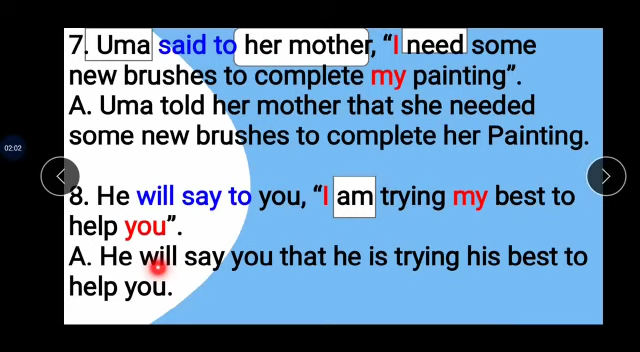 7. Uma said to her mother, “I need some
new brushes to complete my painting”.
A. Uma told her mother that she needed
some new brushes to complete her Painting.
8. He will say to you, “I am trying my best to
02:02
help you”.
A. He will say you that he is trying his best to
help you.